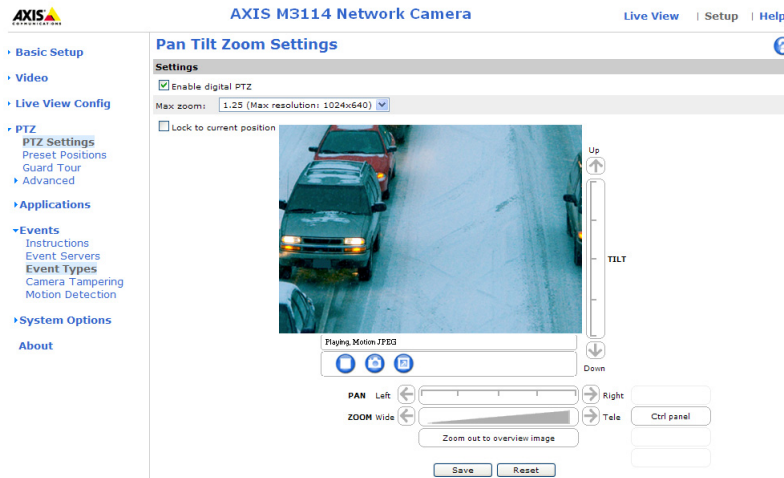 AXIS
COMMUNICATIONS
AXIS M3114 Network Camera
Live View | Setup | Help
Basic Setup
Video
Live View Config
PTZ
PTZ Settings
Preset Positions
Guard Tour
Advanced
Applications
Events
Instructions
Event Servers
Event Types
Camera Tampering
Motion Detection
System Options
About
Pan Tilt Zoom Settings
Settings
Enable digital PTZ
Max zoom: 1.25 (Max resolution: 1024x640)
Lock to current position
Up
TILT
Down
Playing, Motion JPEG
PAN Left Right
ZOOM Wide Tele
Ctrl panel
Zoom out to overview image
Save Reset